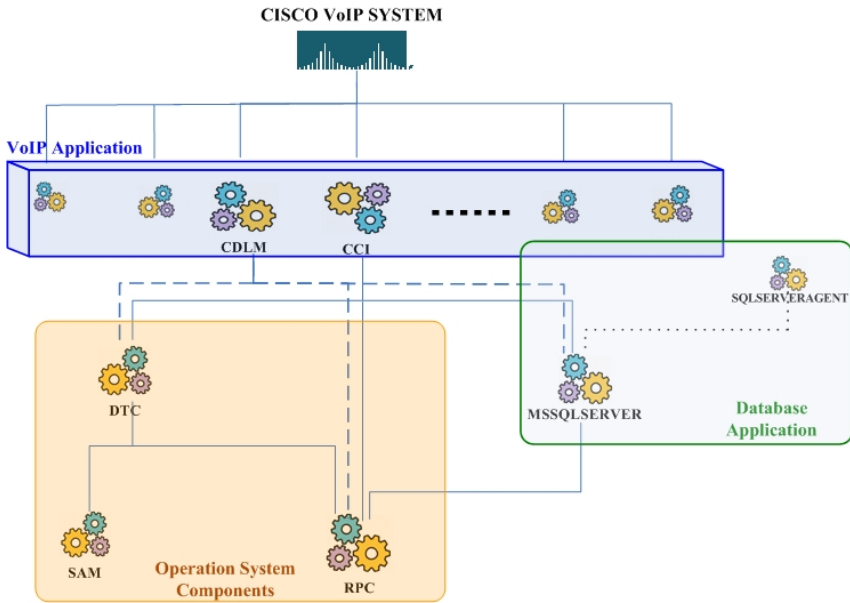 CISCO VoIP SYSTEM
VoIP Application
CDLM
CCI
SQLSERVERAGENT
DTC
MSSQLSERVER
Database
Application
SAM
Operation System
Components
RPC